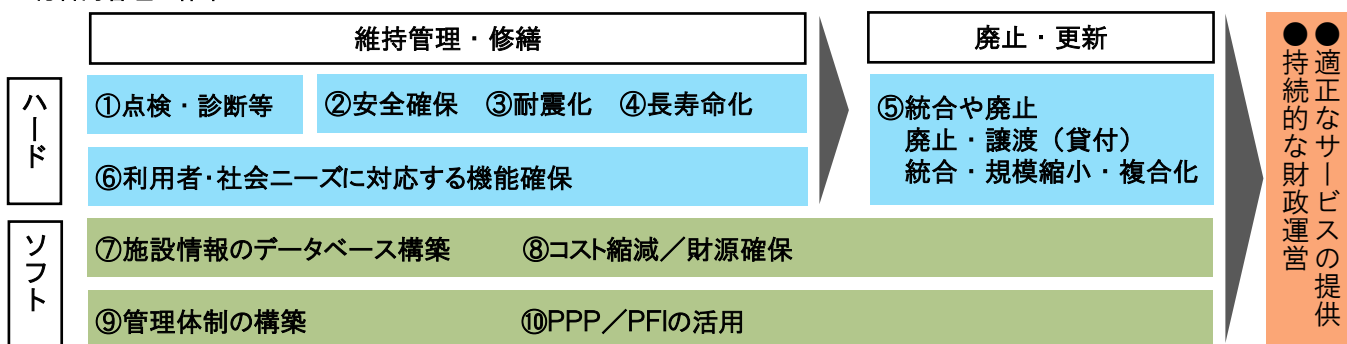 維持管理・修繕
廃止・更新
ハード
①点検・診断等
②安全確保 ③耐震化 ④長寿命化
⑤統合や廃止
廃止・譲渡（貸付）
統合・規模縮小・複合化
⑥利用者・社会ニーズに対応する機能確保
ソフト
⑦施設情報のデータベース構築 ⑧コスト縮減／財源確保
⑨管理体制の構築 ⑩PPP／PFIの活用
●適正なサービスの提供
●持続的な財政運営